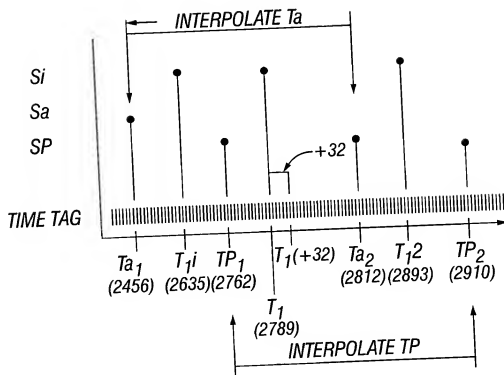 INTERPOLATE Ta
Si
Sa
SP
+32
TIME TAG
Ta1 T1i TP1 T1(+32) Ta2 T12 TP2
(2456) (2635) (2762) (2812) (2893) (2910)
T1
(2789)
INTERPOLATE TP